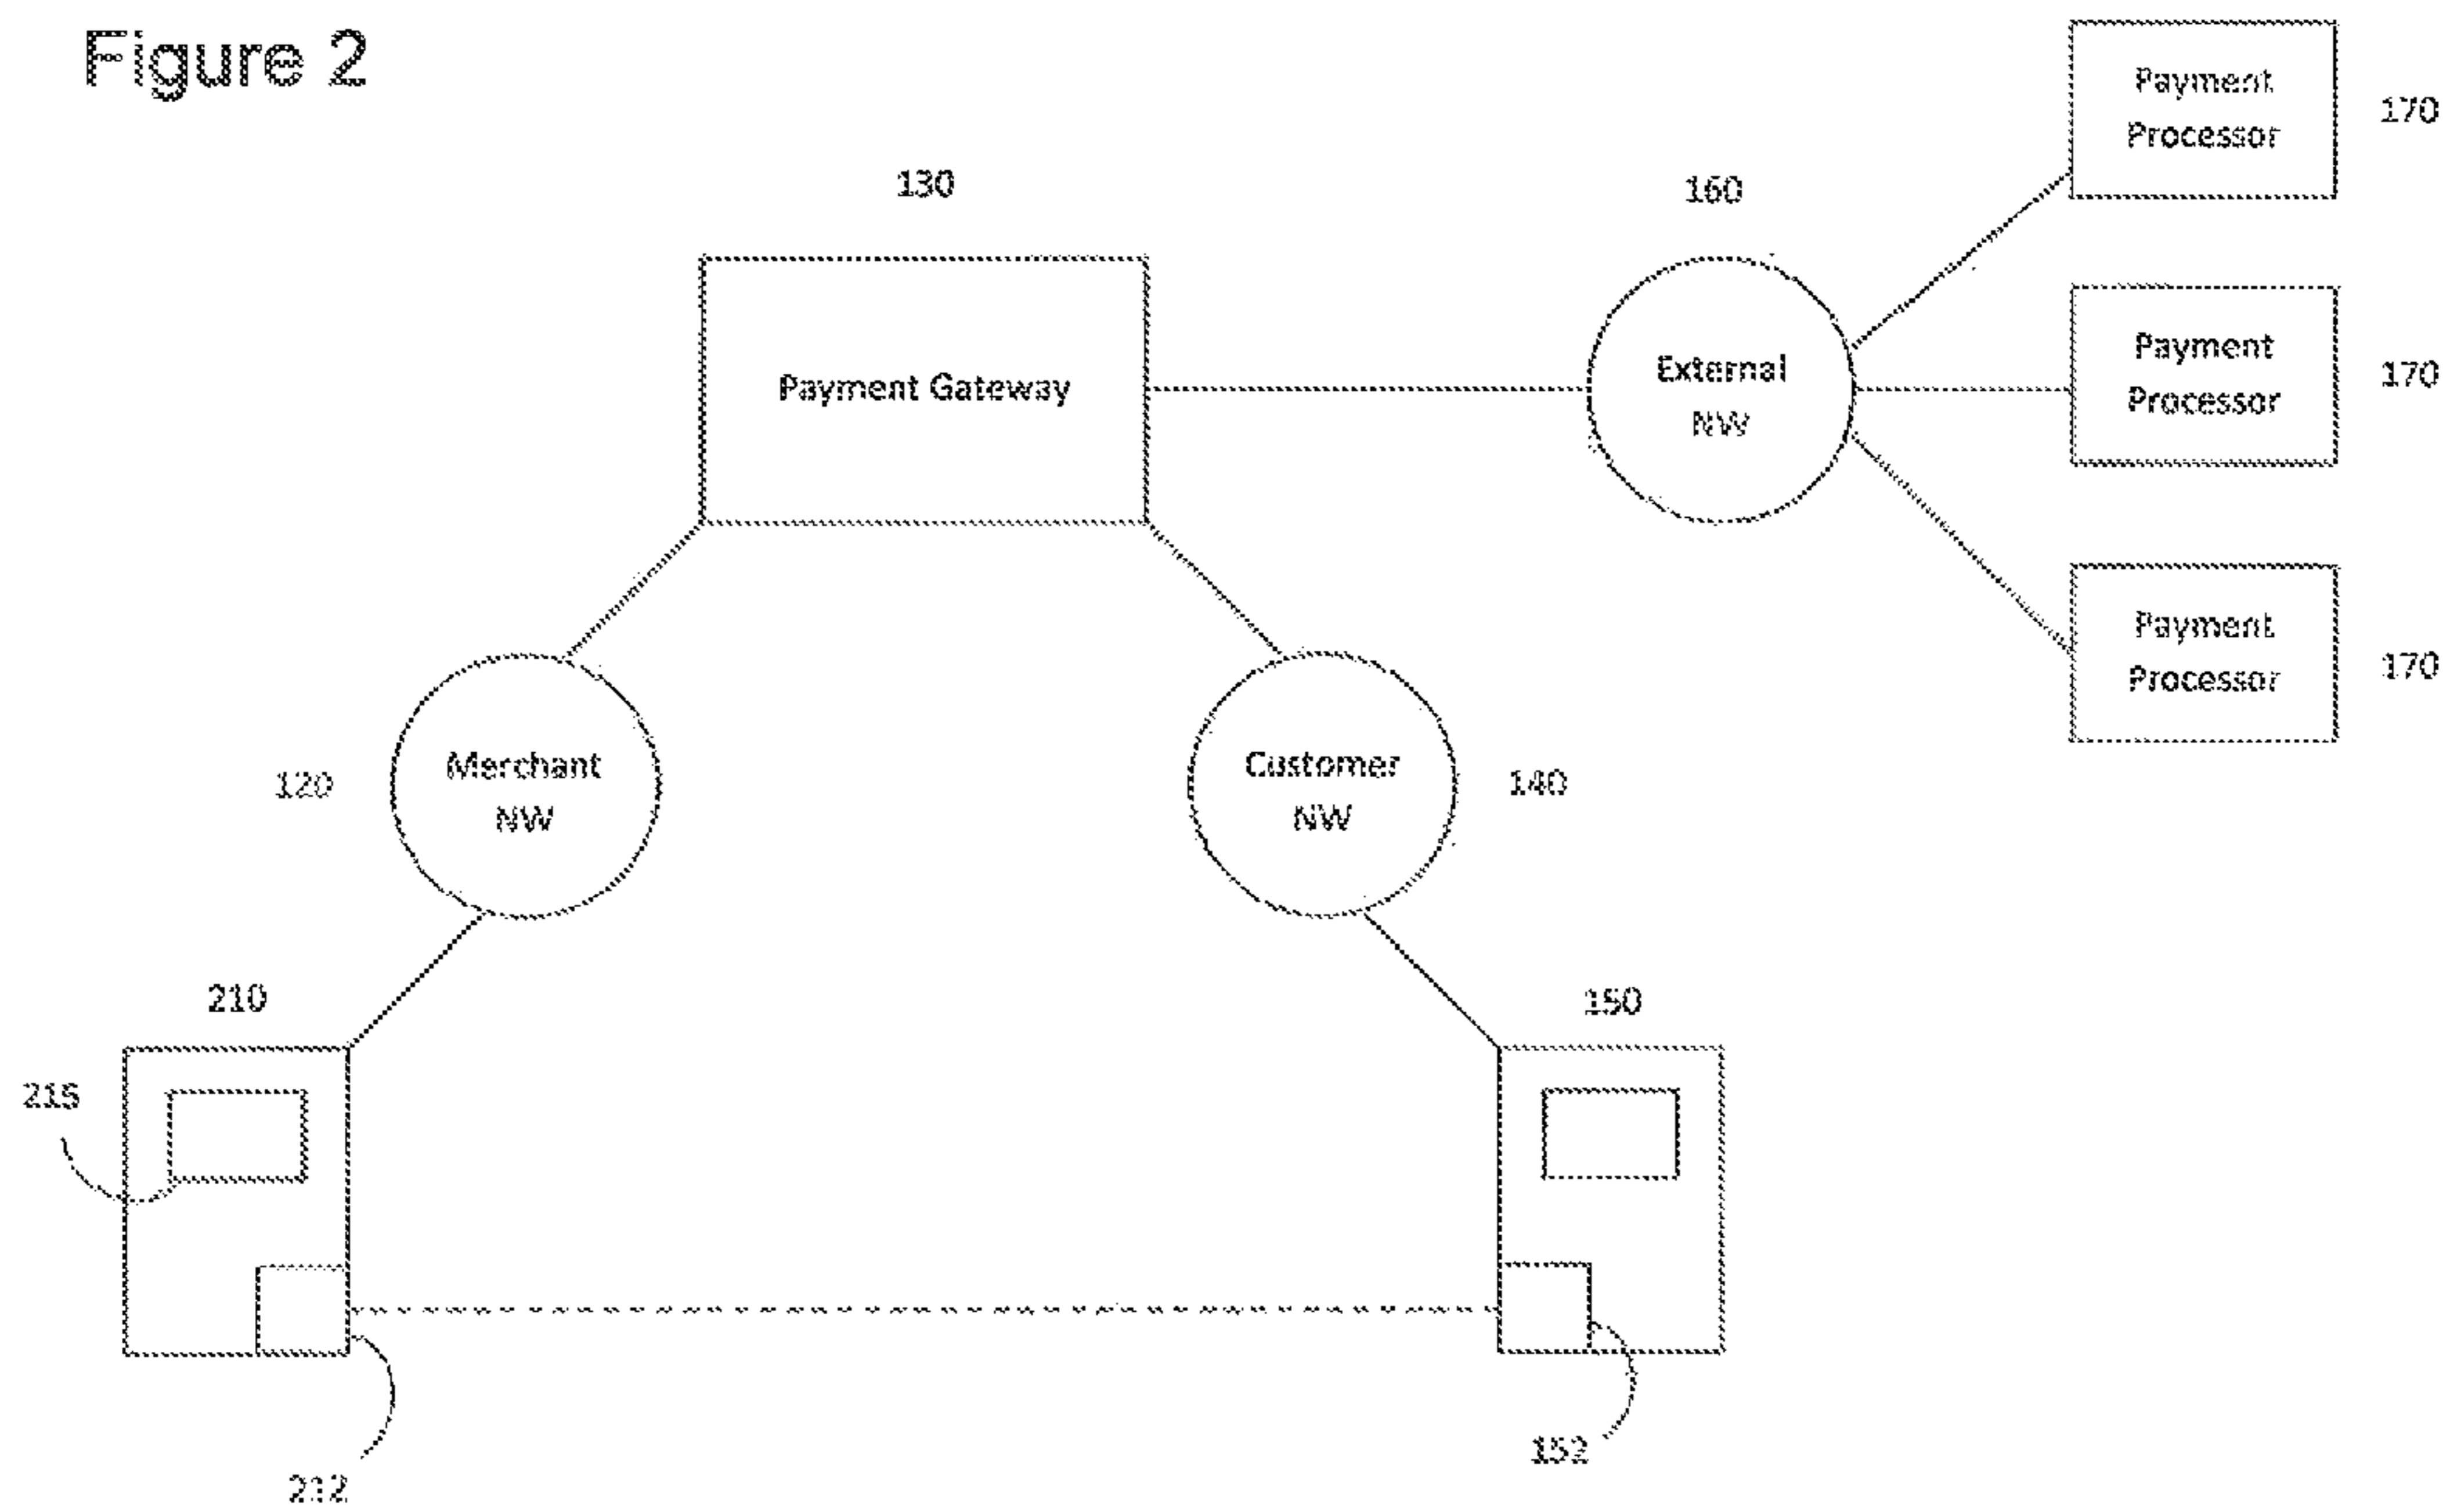 Figure 2
Payment
Processor
170
130
160
Payment
Processor
170
Payment Gateway
External
NW
Payment
Processor
170
120
Merchant
NW
Customer
NW
140
210
150
215
152
212